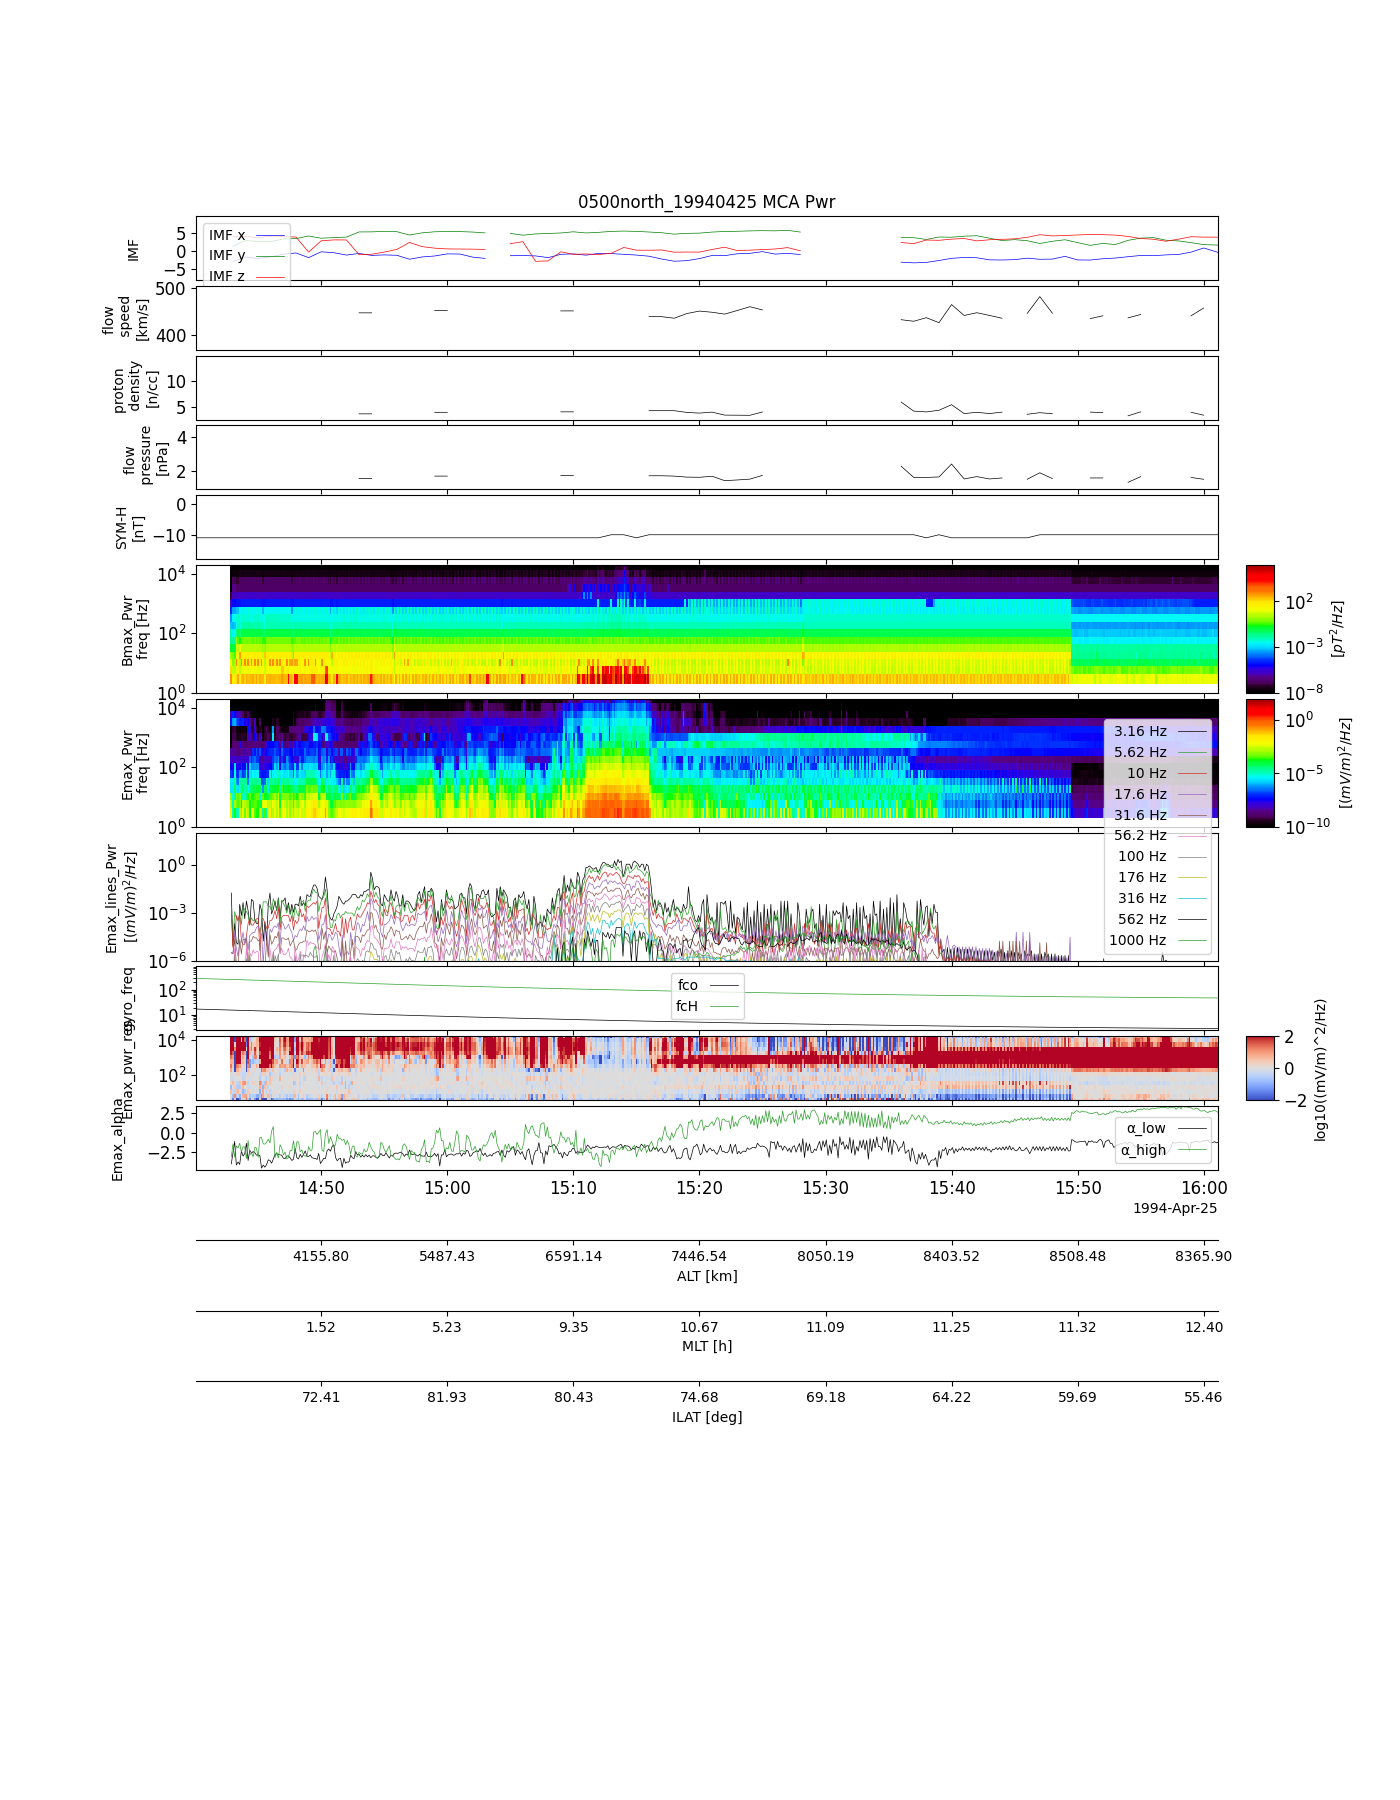 0500north_19940425 MCA Pwr
IMF
5
0
−5
IMF x
IMF y
IMF z
flow
speed
[km/s]
500
400
proton
density
[n/cc]
10
5
flow
pressure
[nPa]
4
2
SYM-H
[nT]
0
−10
Bmax_Pwr
freq [Hz]
10^4
10^2
10^0
10^2
10^−3
10^−8
[pT^2/Hz]
Emax_Pwr
freq [Hz]
10^4
10^2
10^0
10^0
10^−5
10^−10
[(mV/m)^2/Hz]
3.16 Hz
5.62 Hz
10 Hz
17.6 Hz
31.6 Hz
56.2 Hz
100 Hz
176 Hz
316 Hz
562 Hz
1000 Hz
Emax_lines_Pwr
[(mV/m)^2/Hz]
10^0
10^−3
10^−6
gyro_freq
10^2
10^1
fco
fcH
10^4
10^2
2
0
−2
log10((mV/m)^2/Hz)
Emax_alpha
2.5
0.0
−2.5
α_low
α_high
14:50 15:00 15:10 15:20 15:30 15:40 15:50 16:00
1994-Apr-25
4155.80 5487.43 6591.14 7446.54 8050.19 8403.52 8508.48 8365.90
ALT [km]
1.52 5.23 9.35 10.67 11.09 11.25 11.32 12.40
MLT [h]
72.41 81.93 80.43 74.68 69.18 64.22 59.69 55.46
ILAT [deg]